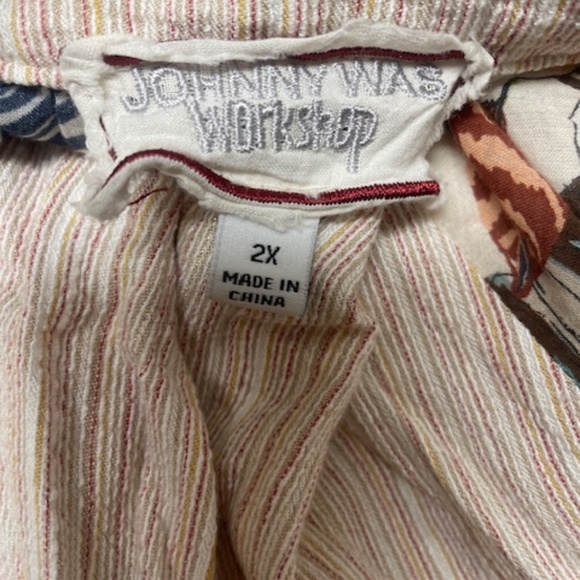 JOHNNY WAS
Workshop
2X
MADE IN
CHINA